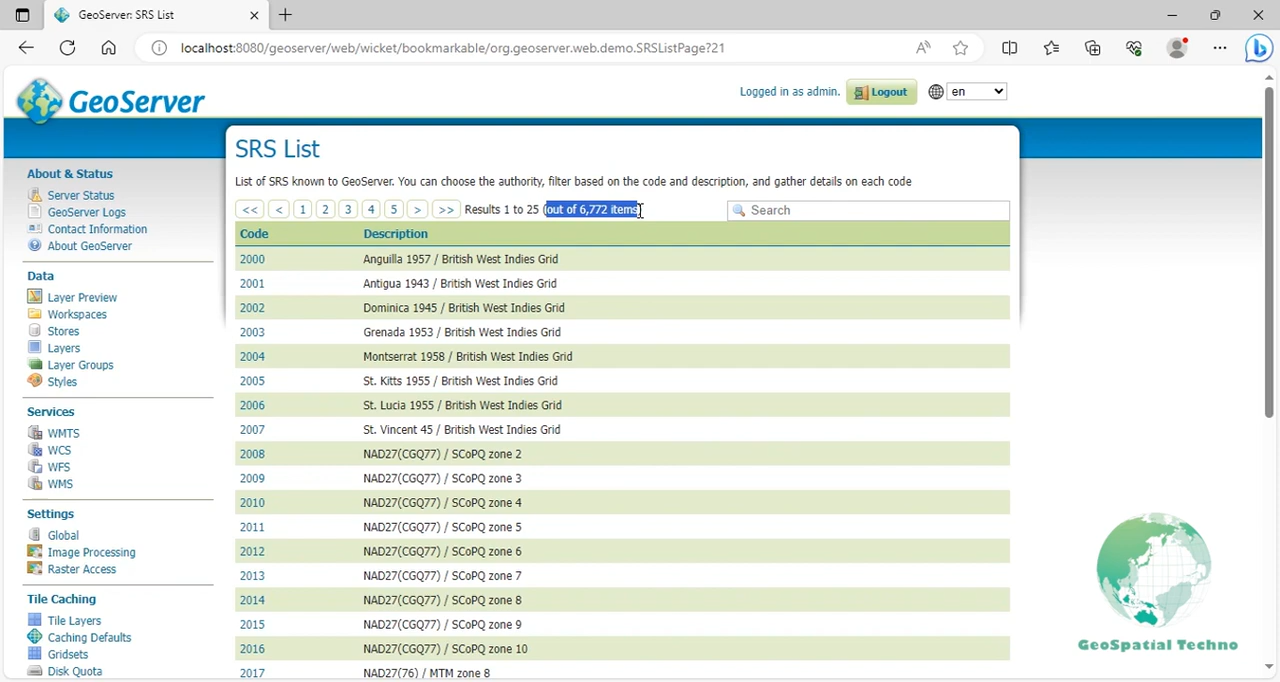 GeoServer: SRS List
localhost:8080/geoserver/web/wicket/bookmarkable/org.geoserver.web.demo.SRSListPage?21
GeoServer
Logged in as admin.
Logout
en
About & Status
Server Status
GeoServer Logs
Contact Information
About GeoServer
Data
Layer Preview
Workspaces
Stores
Layers
Layer Groups
Styles
Services
WMTS
WCS
WFS
WMS
Settings
Global
Image Processing
Raster Access
Tile Caching
Tile Layers
Caching Defaults
Gridsets
Disk Quota
SRS List
List of SRS known to GeoServer. You can choose the authority, filter based on the code and description, and gather details on each code
<< < 1 2 3 4 5 > >> Results 1 to 25 (out of 6,772 items)
Search
Code Description
2000 Anguilla 1957 / British West Indies Grid
2001 Antigua 1943 / British West Indies Grid
2002 Dominica 1945 / British West Indies Grid
2003 Grenada 1953 / British West Indies Grid
2004 Montserrat 1958 / British West Indies Grid
2005 St. Kitts 1955 / British West Indies Grid
2006 St. Lucia 1955 / British West Indies Grid
2007 St. Vincent 45 / British West Indies Grid
2008 NAD27(CGQ77) / SCoPQ zone 2
2009 NAD27(CGQ77) / SCoPQ zone 3
2010 NAD27(CGQ77) / SCoPQ zone 4
2011 NAD27(CGQ77) / SCoPQ zone 5
2012 NAD27(CGQ77) / SCoPQ zone 6
2013 NAD27(CGQ77) / SCoPQ zone 7
2014 NAD27(CGQ77) / SCoPQ zone 8
2015 NAD27(CGQ77) / SCoPQ zone 9
2016 NAD27(CGQ77) / SCoPQ zone 10
2017 NAD27(76) / MTM zone 8
GeoSpatial Techno